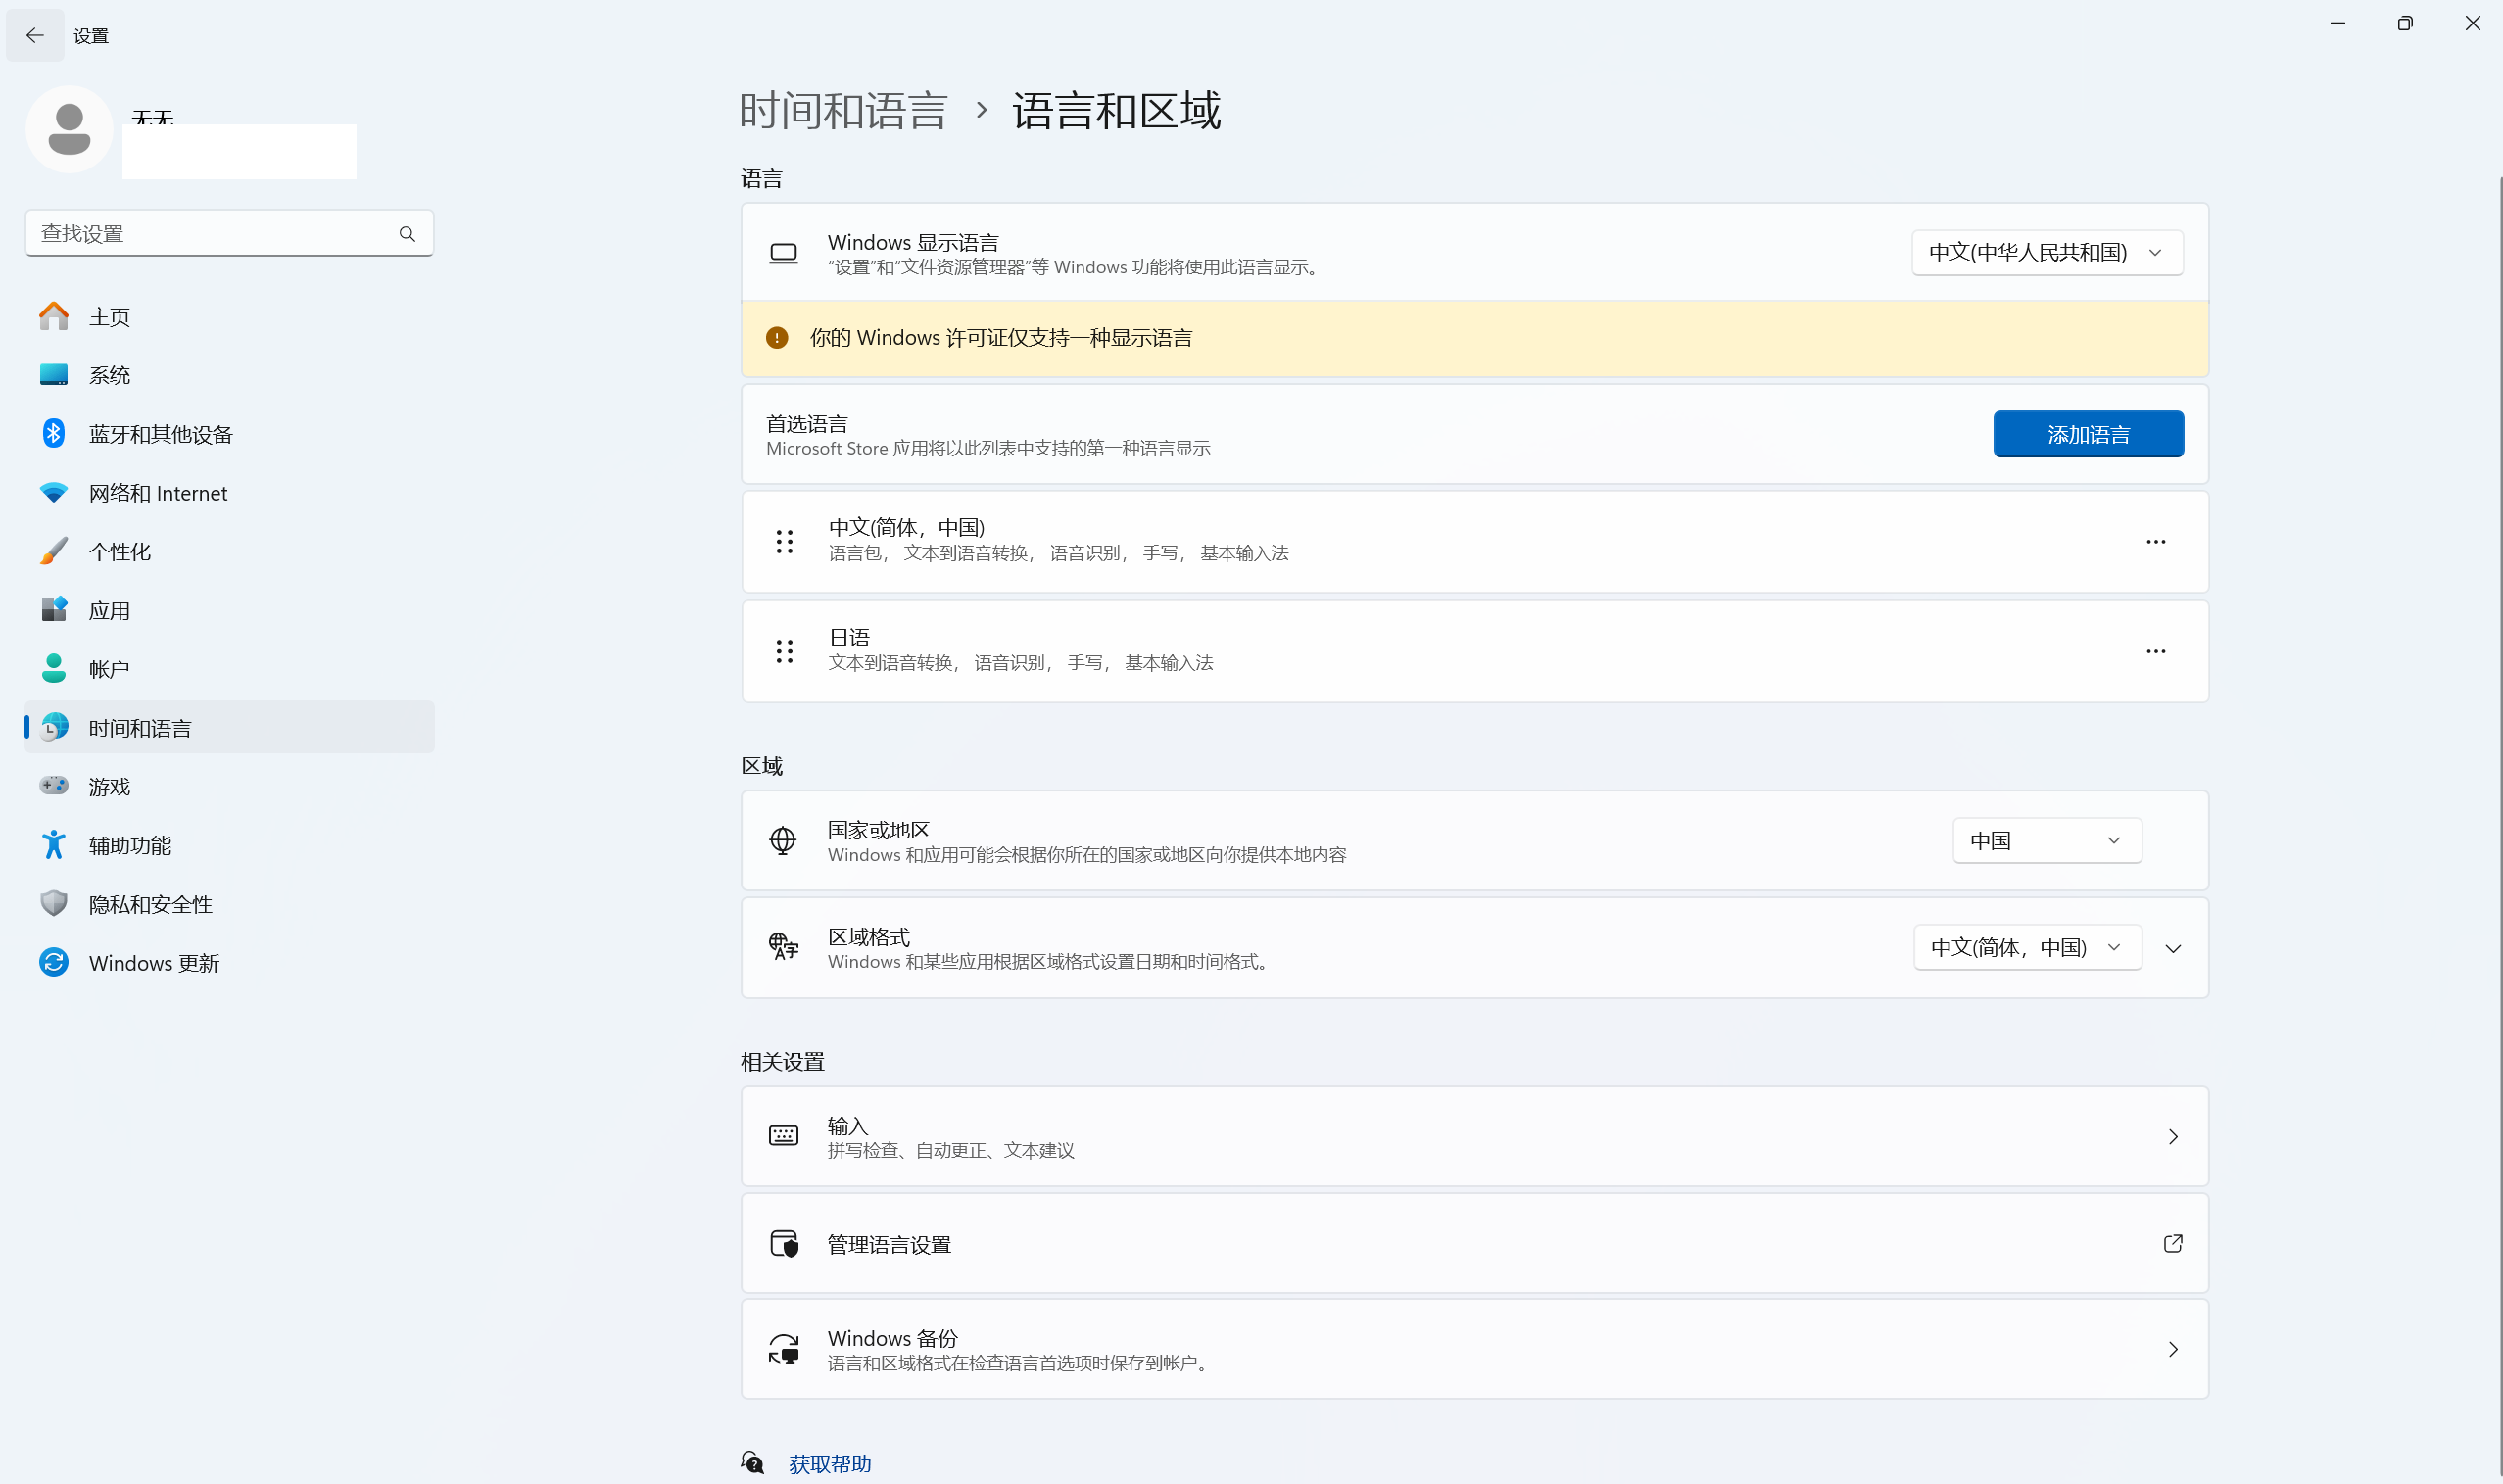 设置
无无
查找设置
主页
系统
蓝牙和其他设备
网络和 Internet
个性化
应用
帐户
时间和语言
游戏
辅助功能
隐私和安全性
Windows 更新
时间和语言 › 语言和区域
语言
Windows 显示语言
中文(中华人民共和国)
“设置”和“文件资源管理器”等 Windows 功能将使用此语言显示。
你的 Windows 许可证仅支持一种显示语言
首选语言
添加语言
Microsoft Store 应用将以此列表中支持的第一种语言显示
中文(简体，中国)
语言包， 文本到语音转换， 语音识别， 手写， 基本输入法
日语
文本到语音转换， 语音识别， 手写， 基本输入法
区域
国家或地区
中国
Windows 和应用可能会根据你所在的国家或地区向你提供本地内容
区域格式
中文(简体，中国)
Windows 和某些应用根据区域格式设置日期和时间格式。
相关设置
输入
拼写检查、自动更正、文本建议
管理语言设置
Windows 备份
语言和区域格式在检查语言首选项时保存到帐户。
获取帮助